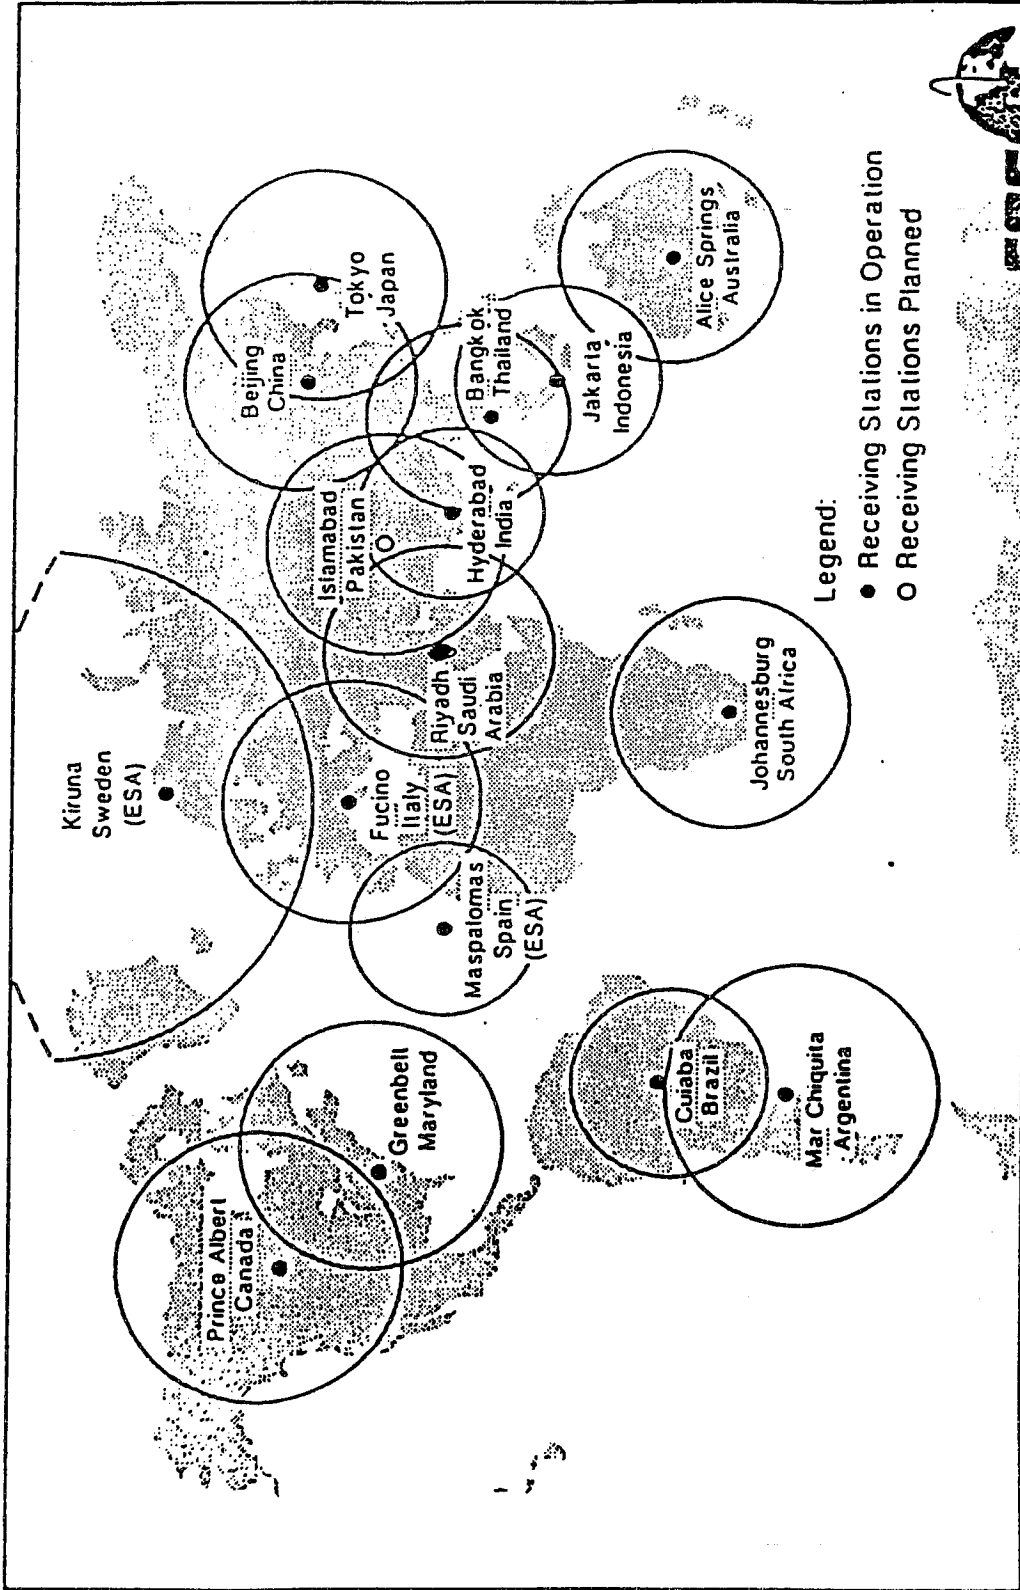 Prince Albert
Canada
Greenbelt
Maryland
Kiruna
Sweden
(ESA)
Fucino
Italy
(ESA)
Maspalomas
Spain
(ESA)
Riyadh
Saudi
Arabia
Islamabad
Pakistan
Hyderabad
India
Beijing
China
Tokyo
Japan
Bangkok
Thailand
Jakarta
Indonesia
Alice Springs
Australia
Johannesburg
South Africa
Cuiaba
Brazil
Mar Chiquita
Argentina
Legend:
Receiving Stations in Operation
Receiving Stations Planned